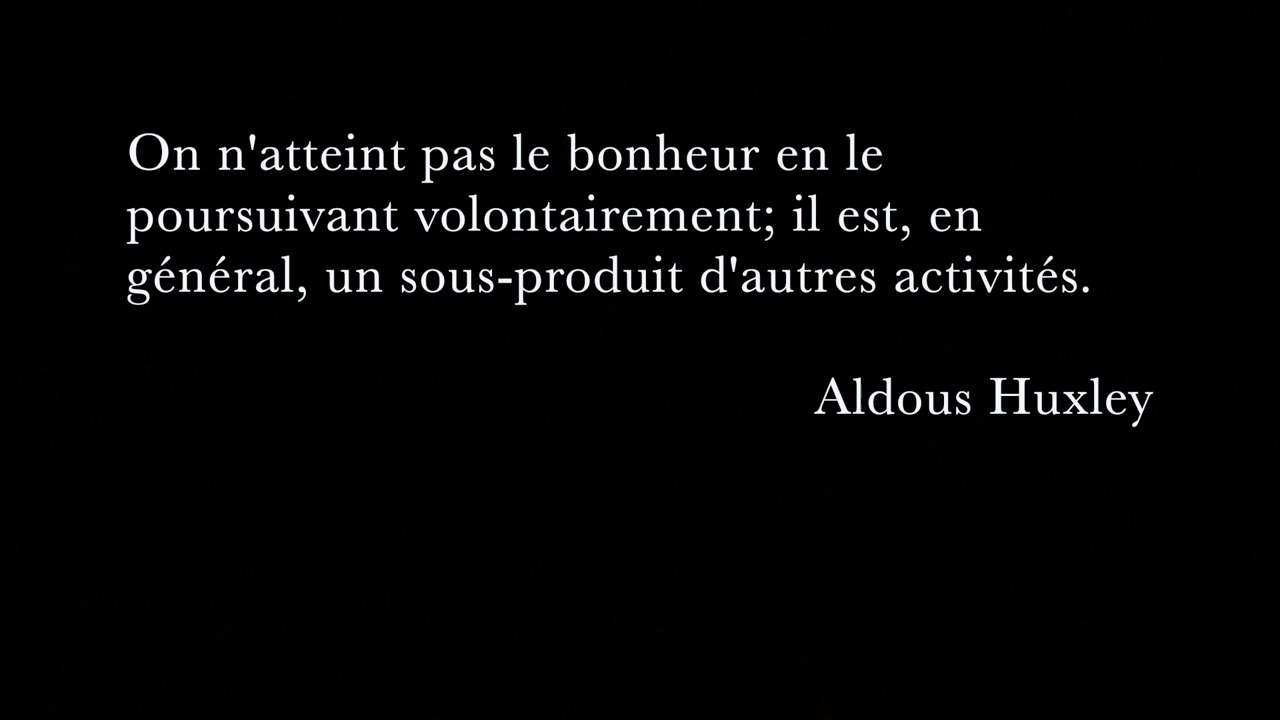 On n'atteint pas le bonheur en le
poursuivant volontairement; il est, en
général, un sous-produit d'autres activités.
Aldous Huxley